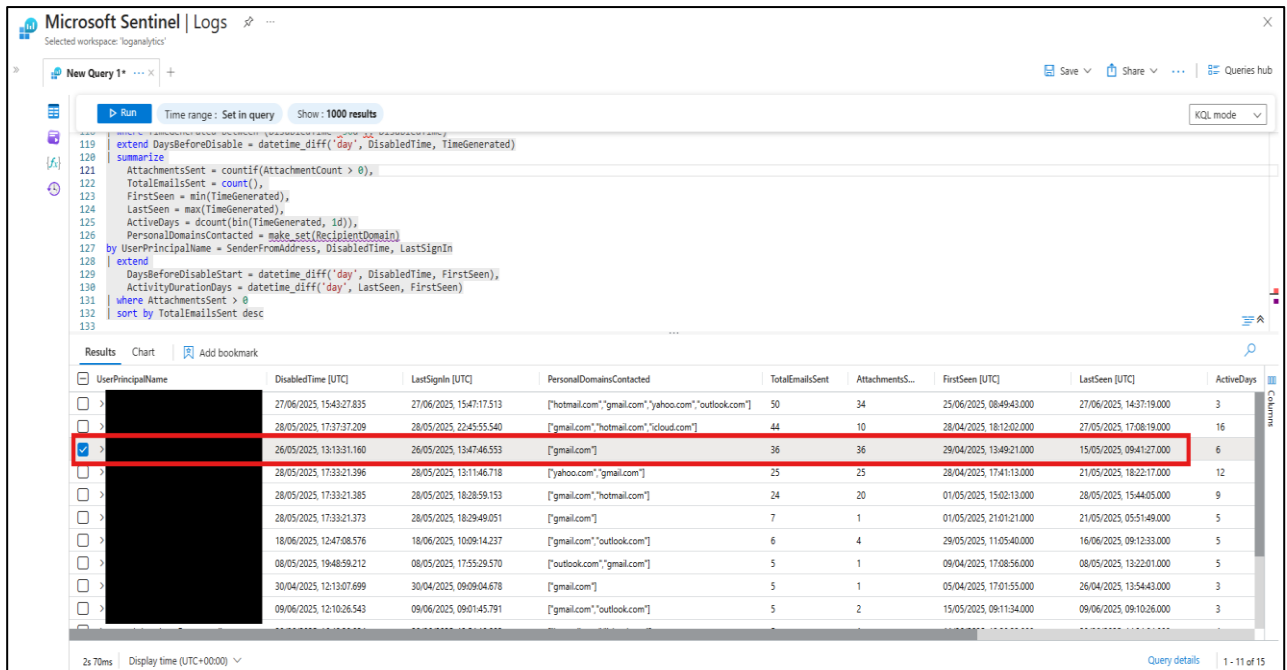 Microsoft Sentinel | Logs
Selected workspace: 'loganalytics'
New Query 1*
Save Share Queries hub
Run Time range : Set in query Show : 1000 results KQL mode
119 | extend DaysBeforeDisable = datetime_diff('day', DisabledTime, TimeGenerated)
120 | summarize
121 AttachmentsSent = countif(AttachmentCount > 0),
122 TotalEmailsSent = count(),
123 FirstSeen = min(TimeGenerated),
124 LastSeen = max(TimeGenerated),
125 ActiveDays = dcount(bin(TimeGenerated, 1d)),
126 PersonalDomainsContacted = make_set(RecipientDomain)
127 by UserPrincipalName = SenderFromAddress, DisabledTime, LastSignIn
128 | extend
129 DaysBeforeDisableStart = datetime_diff('day', DisabledTime, FirstSeen),
130 ActivityDurationDays = datetime_diff('day', LastSeen, FirstSeen)
131 | where AttachmentsSent > 0
132 | sort by TotalEmailsSent desc
133
Results Chart Add bookmark
UserPrincipalName DisabledTime [UTC] LastSignIn [UTC] PersonalDomainsContacted TotalEmailsSent AttachmentsS... FirstSeen [UTC] LastSeen [UTC] ActiveDays
Columns
27/06/2025, 15:43:27.835 27/06/2025, 15:47:17.513 ["hotmail.com","gmail.com","yahoo.com","outlook.com"] 50 34 25/06/2025, 08:49:43.000 27/06/2025, 14:37:19.000 3
28/05/2025, 17:37:37.209 28/05/2025, 22:45:55.540 ["gmail.com","hotmail.com","icloud.com"] 44 10 28/04/2025, 18:12:02.000 27/05/2025, 17:08:19.000 16
26/05/2025, 13:13:31.160 26/05/2025, 13:47:46.553 ["gmail.com"] 36 36 29/04/2025, 13:49:21.000 15/05/2025, 09:41:27.000 6
28/05/2025, 17:33:21.396 28/05/2025, 13:11:46.718 ["yahoo.com","gmail.com"] 25 25 28/04/2025, 17:41:13.000 21/05/2025, 18:22:17.000 12
28/05/2025, 17:33:21.385 28/05/2025, 18:28:59.153 ["gmail.com","hotmail.com"] 24 20 01/05/2025, 15:02:13.000 28/05/2025, 15:44:05.000 9
28/05/2025, 17:33:21.373 28/05/2025, 18:29:49.051 ["gmail.com"] 7 1 01/05/2025, 21:01:21.000 21/05/2025, 05:51:49.000 5
18/06/2025, 12:47:08.576 18/06/2025, 10:09:14.237 ["gmail.com","outlook.com"] 6 4 29/05/2025, 11:05:40.000 16/06/2025, 09:12:33.000 5
08/05/2025, 19:48:59.212 08/05/2025, 17:55:29.570 ["outlook.com","gmail.com"] 5 1 09/04/2025, 17:08:56.000 08/05/2025, 13:22:01.000 5
30/04/2025, 12:13:07.699 30/04/2025, 09:09:04.678 ["gmail.com"] 5 1 05/04/2025, 17:01:55.000 26/04/2025, 13:54:43.000 3
09/06/2025, 12:10:26.543 09/06/2025, 09:01:45.791 ["gmail.com","outlook.com"] 5 2 15/05/2025, 09:11:34.000 09/06/2025, 09:10:26.000 3
2s 70ms Display time (UTC+00:00) Query details 1 - 11 of 15